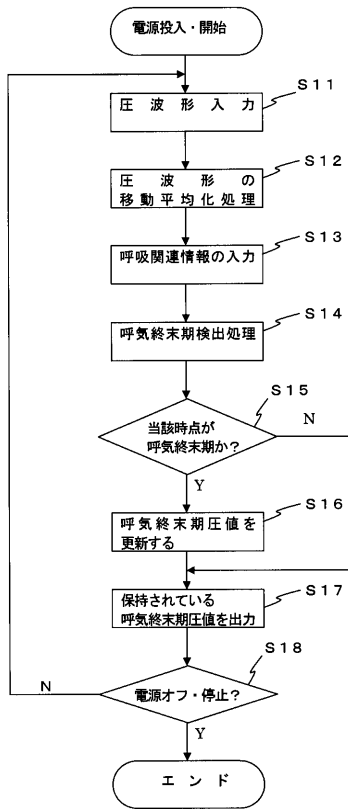 電源投入・開始
S11
圧波形入力
S12
圧波形の
移動平均化処理
S13
呼吸関連情報の入力
S14
呼気終末期検出処理
S15
当該時点が
呼気終末期か?
N
Y
S16
呼気終末期圧値を
更新する
S17
保持されている
呼気終末期圧値を出力
S18
電源オフ・停止?
N
Y
エンド